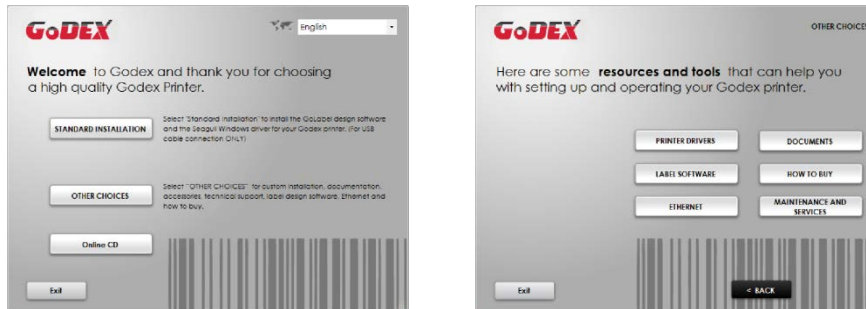 GoDEX
English
Welcome to Godex and thank you for choosing
a high quality Godex Printer.
STANDARD INSTALLATION
Select "Standard Installation" to install the GoLabel design software
and the Seagull Windows driver for your Godex printer. (For USB
cable connection ONLY)
OTHER CHOICES
Select "OTHER CHOICES" for custom installation, documentation,
accessories, technical support, label design software, Ethernet and
how to buy.
Online CD
Exit
GoDEX
OTHER CHOICES
Here are some resources and tools that can help you
with setting up and operating your Godex printer.
PRINTER DRIVERS
DOCUMENTS
LABEL SOFTWARE
HOW TO BUY
ETHERNET
MAINTENANCE AND
SERVICES
Exit
< BACK